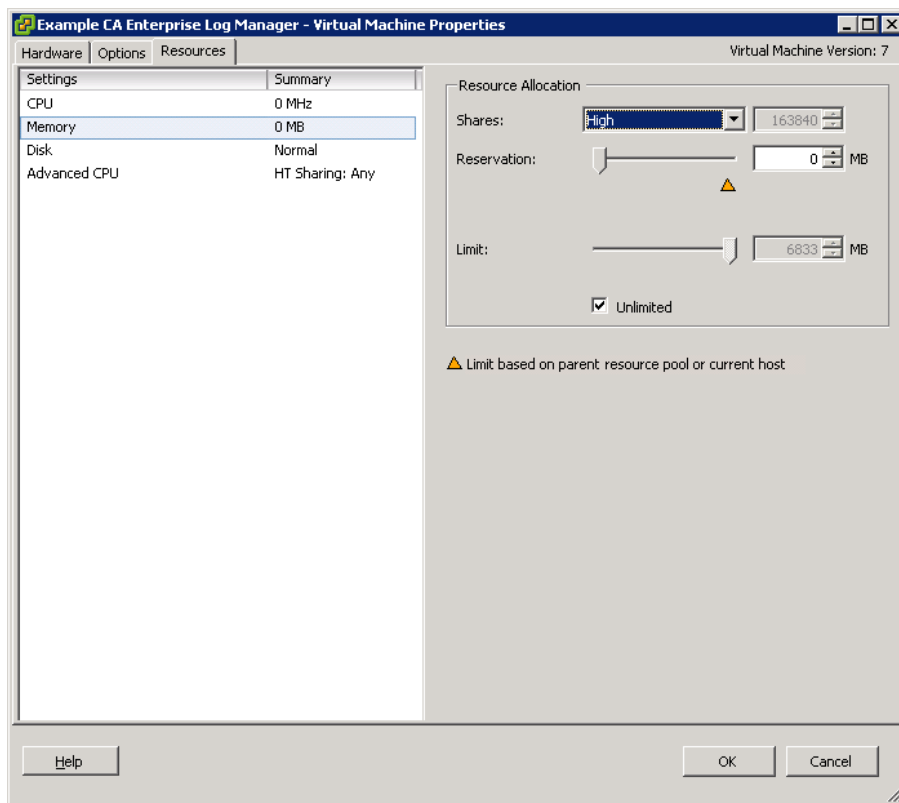 Example CA Enterprise Log Manager - Virtual Machine Properties
Hardware Options Resources Virtual Machine Version: 7
Settings Summary
CPU 0 MHz
Memory 0 MB
Disk Normal
Advanced CPU HT Sharing: Any
Resource Allocation
Shares: High 163840
Reservation: 0 MB
Limit: 6833 MB
Unlimited
Limit based on parent resource pool or current host
Help OK Cancel